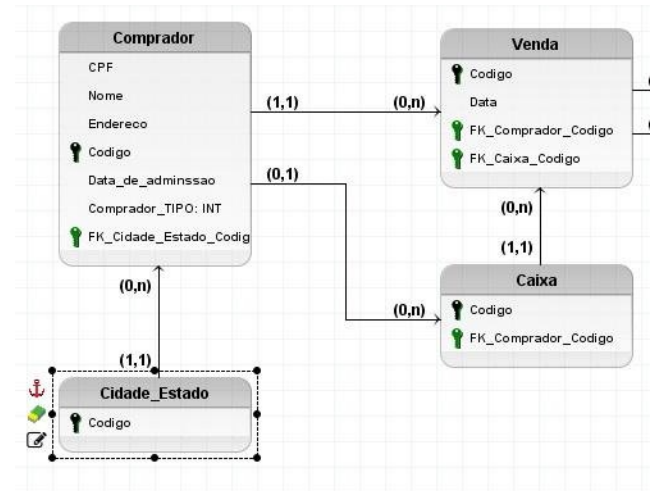 Comprador
CPF
Nome
Endereco
Codigo
Data_de_adminssao
Comprador_TIPO: INT
FK_Cidade_Estado_Codig
(1,1)
(0,n)
(0,1)
(0,n)
Venda
Codigo
Data
FK_Comprador_Codigo
FK_Caixa_Codigo
(0,n)
(1,1)
Caixa
Codigo
FK_Comprador_Codigo
(0,n)
(1,1)
Cidade_Estado
Codigo